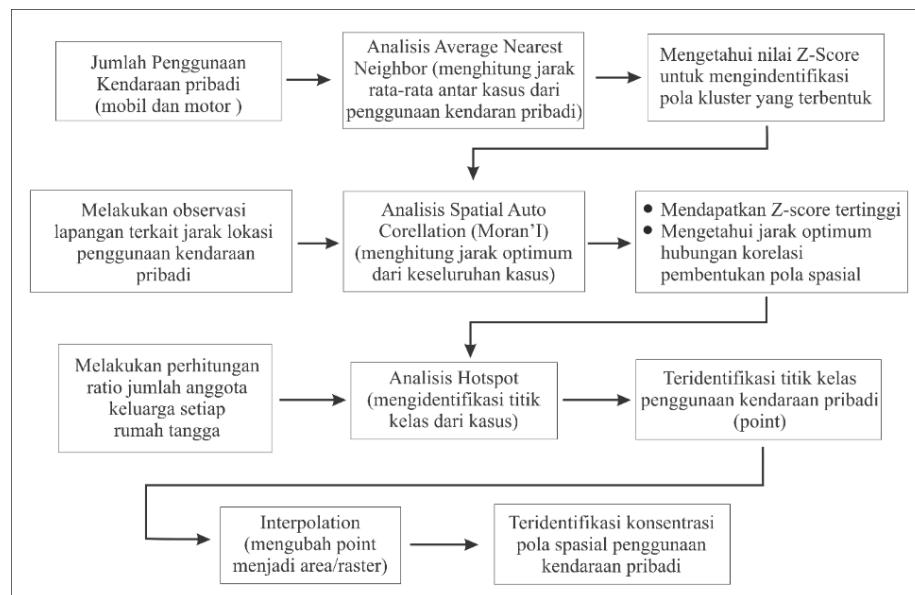 Jumlah Penggunaan
Kendaraan pribadi
(mobil dan motor )
Analisis Average Nearest
Neighbor (menghitung jarak
rata-rata antar kasus dari
penggunaan kendaran pribadi)
Mengetahui nilai Z-Score
untuk mengindentifikasi
pola kluster yang terbentuk
Melakukan observasi
lapangan terkait jarak lokasi
penggunaan kendaraan
pribadi
Analisis Spatial Auto
Corellation (Moran’I)
(menghitung jarak optimum
dari keseluruhan kasus)
● Mendapatkan Z-score tertinggi
● Mengetahui jarak optimum
hubungan korelasi
pembentukan pola spasial
Melakukan perhitungan
ratio jumlah anggota
keluarga setiap
rumah tangga
Analisis Hotspot
(mengidentifikasi titik
kelas dari kasus)
Teridentifikasi titik kelas
penggunaan kendaraan pribadi
(point)
Interpolation
(mengubah point
menjadi area/raster)
Teridentifikasi konsentrasi
pola spasial penggunaan
kendaraan pribadi